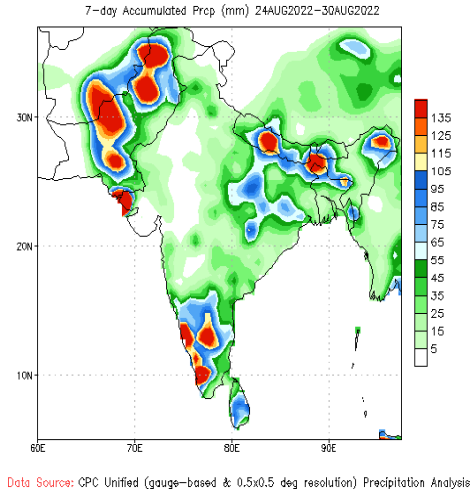 7-day Accumulated Prcp (mm) 24AUG2022-30AUG2022
30N
20N
10N
60E 70E 80E 90E
135
125
115
105
95
85
75
65
55
45
35
25
15
5
Data Source: CPC Unified (gauge-based & 0.5x0.5 deg resolution) Precipitation Analysis